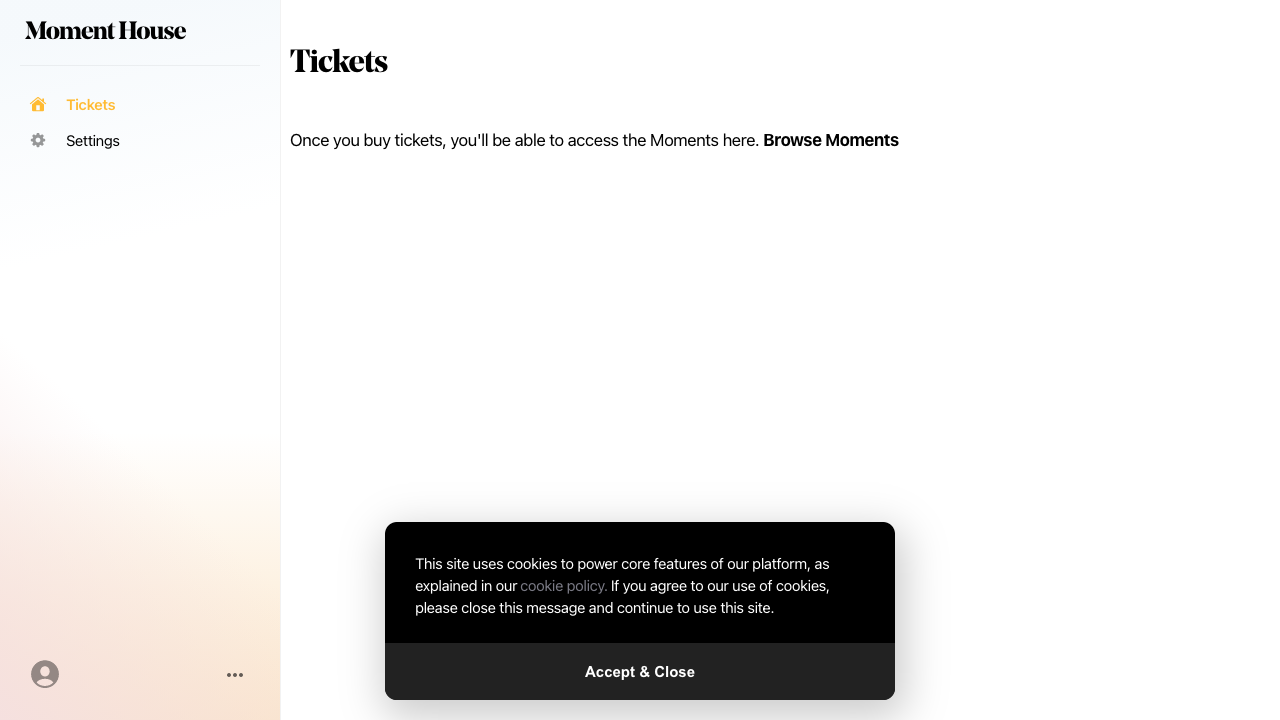 Moment House
Tickets
Settings
Tickets
Once you buy tickets, you'll be able to access the Moments here. Browse Moments
This site uses cookies to power core features of our platform, as
explained in our cookie policy. If you agree to our use of cookies,
please close this message and continue to use this site.
Accept & Close